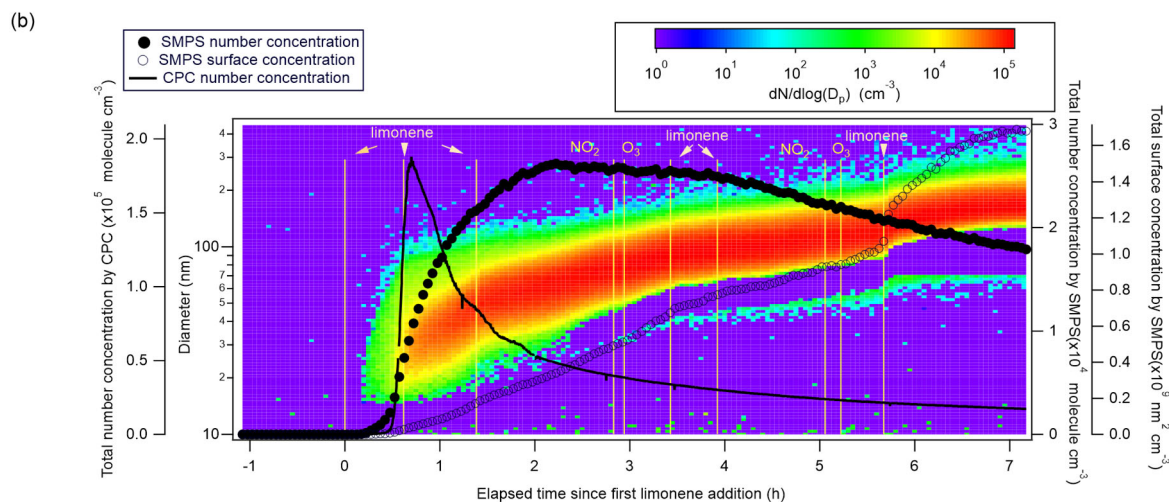 (b)
SMPS number concentration
SMPS surface concentration
CPC number concentration
10^0 10^1 10^2 10^3 10^4 10^5
dN/dlog(D_p) (cm^-3)
Total number concentration by CPC (x10^5 molecule cm^-3)
2.0
1.5
1.0
0.5
0.0
Diameter (nm)
4
3
2
100
7
5
4
3
2
10
limonene
NO_2 O_3
limonene
NO_2 O_3
limonene
3
2
1
0
Total number concentration by SMPS(x10^4 molecule cm^-3)
1.6
1.4
1.2
1.0
0.8
0.6
0.4
0.2
0.0
Total surface concentration by SMPS(x10^9 nm^2 cm^-3)
-1 0 1 2 3 4 5 6 7
Elapsed time since first limonene addition (h)